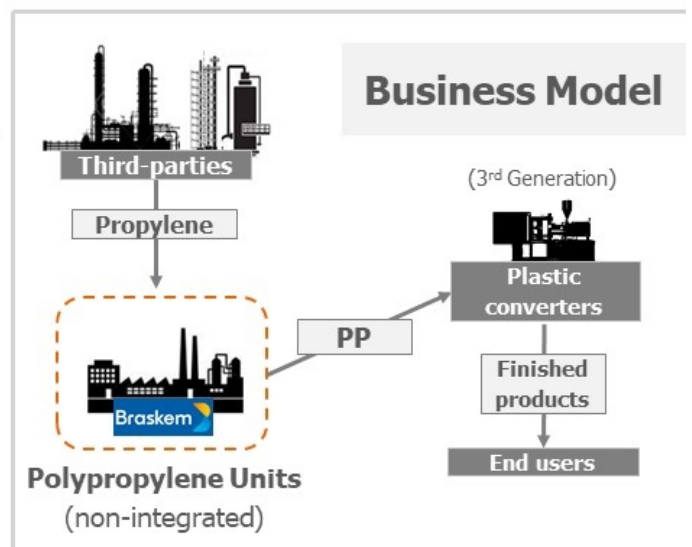 Business Model
Third-parties
Propylene
Braskem
Polypropylene Units
(non-integrated)
PP
(3rd Generation)
Plastic
converters
Finished
products
End users